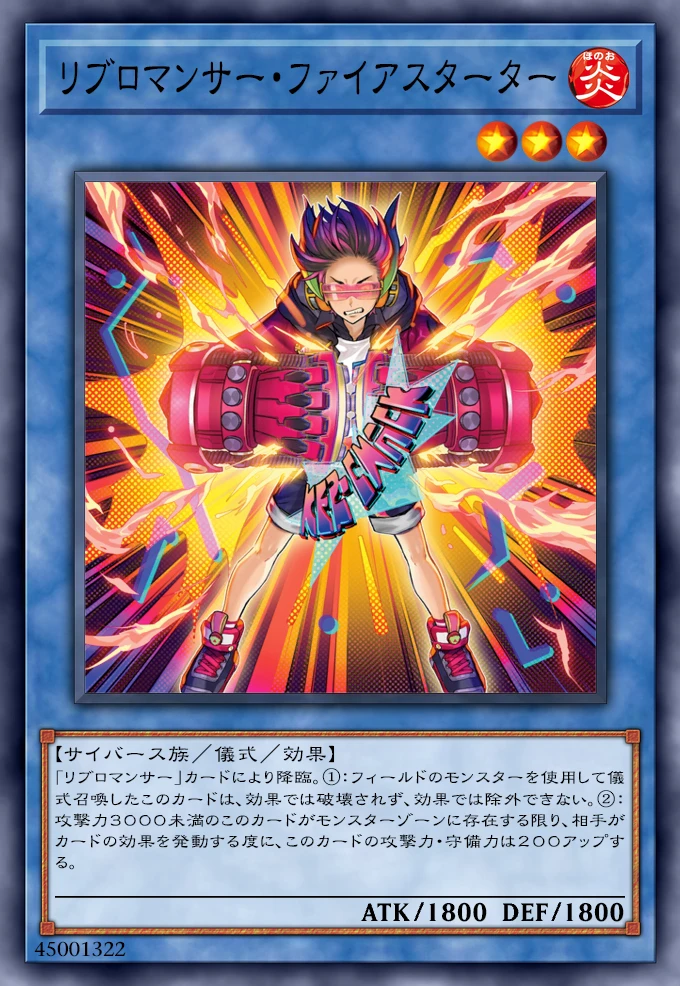 リブロマンサー・ファイアスターター
ほのお
炎
KEZ-SMACK
【サイバース族／儀式／効果】
「リブロマンサー」カードにより降臨。①：フィールドのモンスターを使用して儀
式召喚したこのカードは、効果では破壊されず、効果では除外できない。②：
攻撃力３０００未満のこのカードがモンスターゾーンに存在する限り、相手が
カードの効果を発動する度に、このカードの攻撃力・守備力は２００アップす
る。
ATK/1800 DEF/1800
45001322